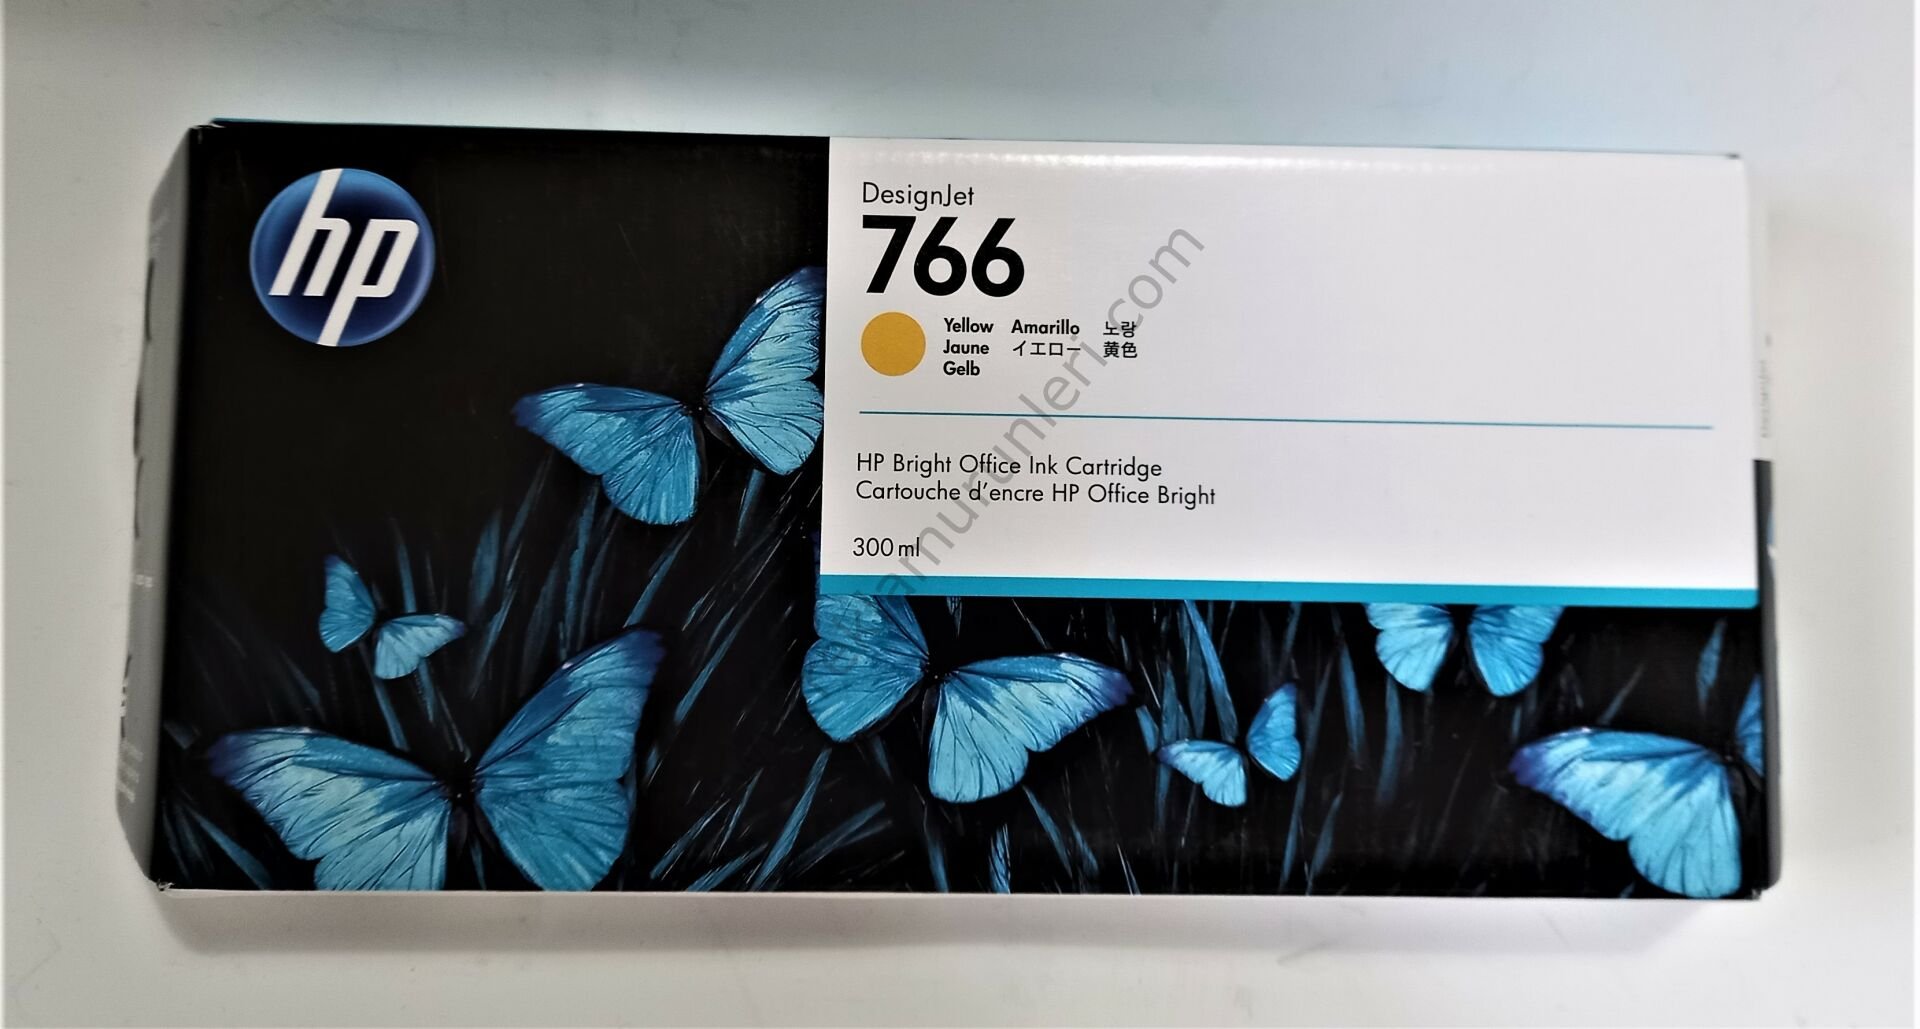 hp
DesignJet
766
Yellow Amarillo 노랑
Jaune イエロー 黄色
Gelb
HP Bright Office Ink Cartridge
Cartouche d'encre HP Office Bright
300 ml